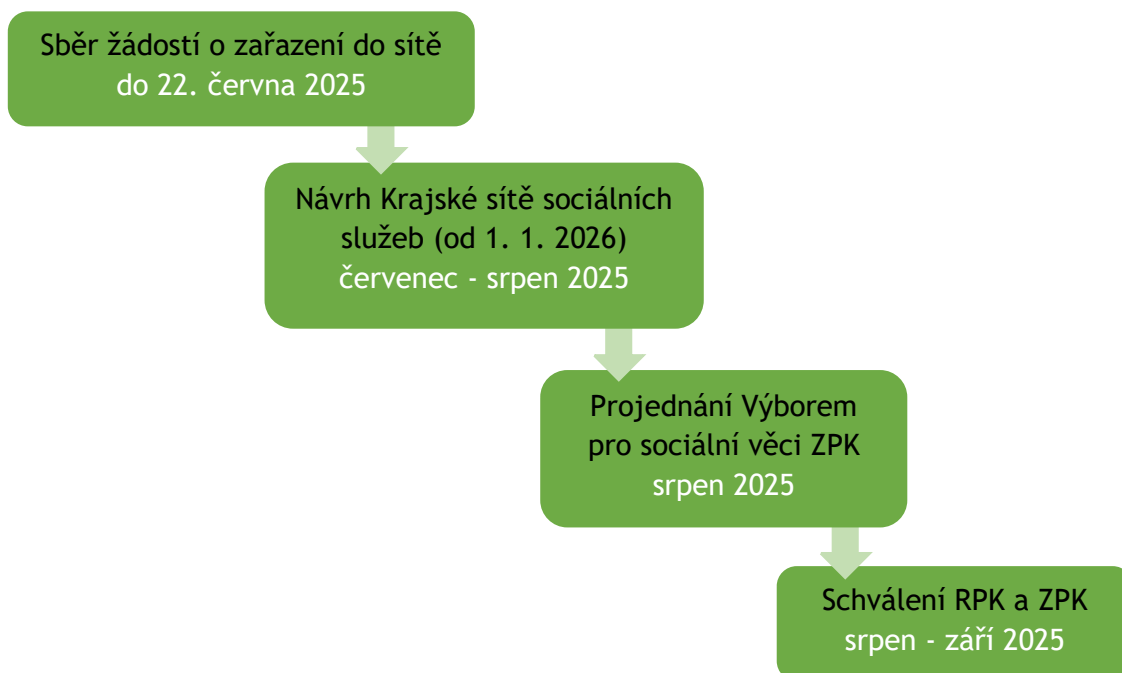 Sběr žádostí o zařazení do sítě
do 22. června 2025
Návrh Krajské sítě sociálních
služeb (od 1. 1. 2026)
červenec - srpen 2025
Projednání Výborem
pro sociální věci ZPK
srpen 2025
Schválení RPK a ZPK
srpen - září 2025